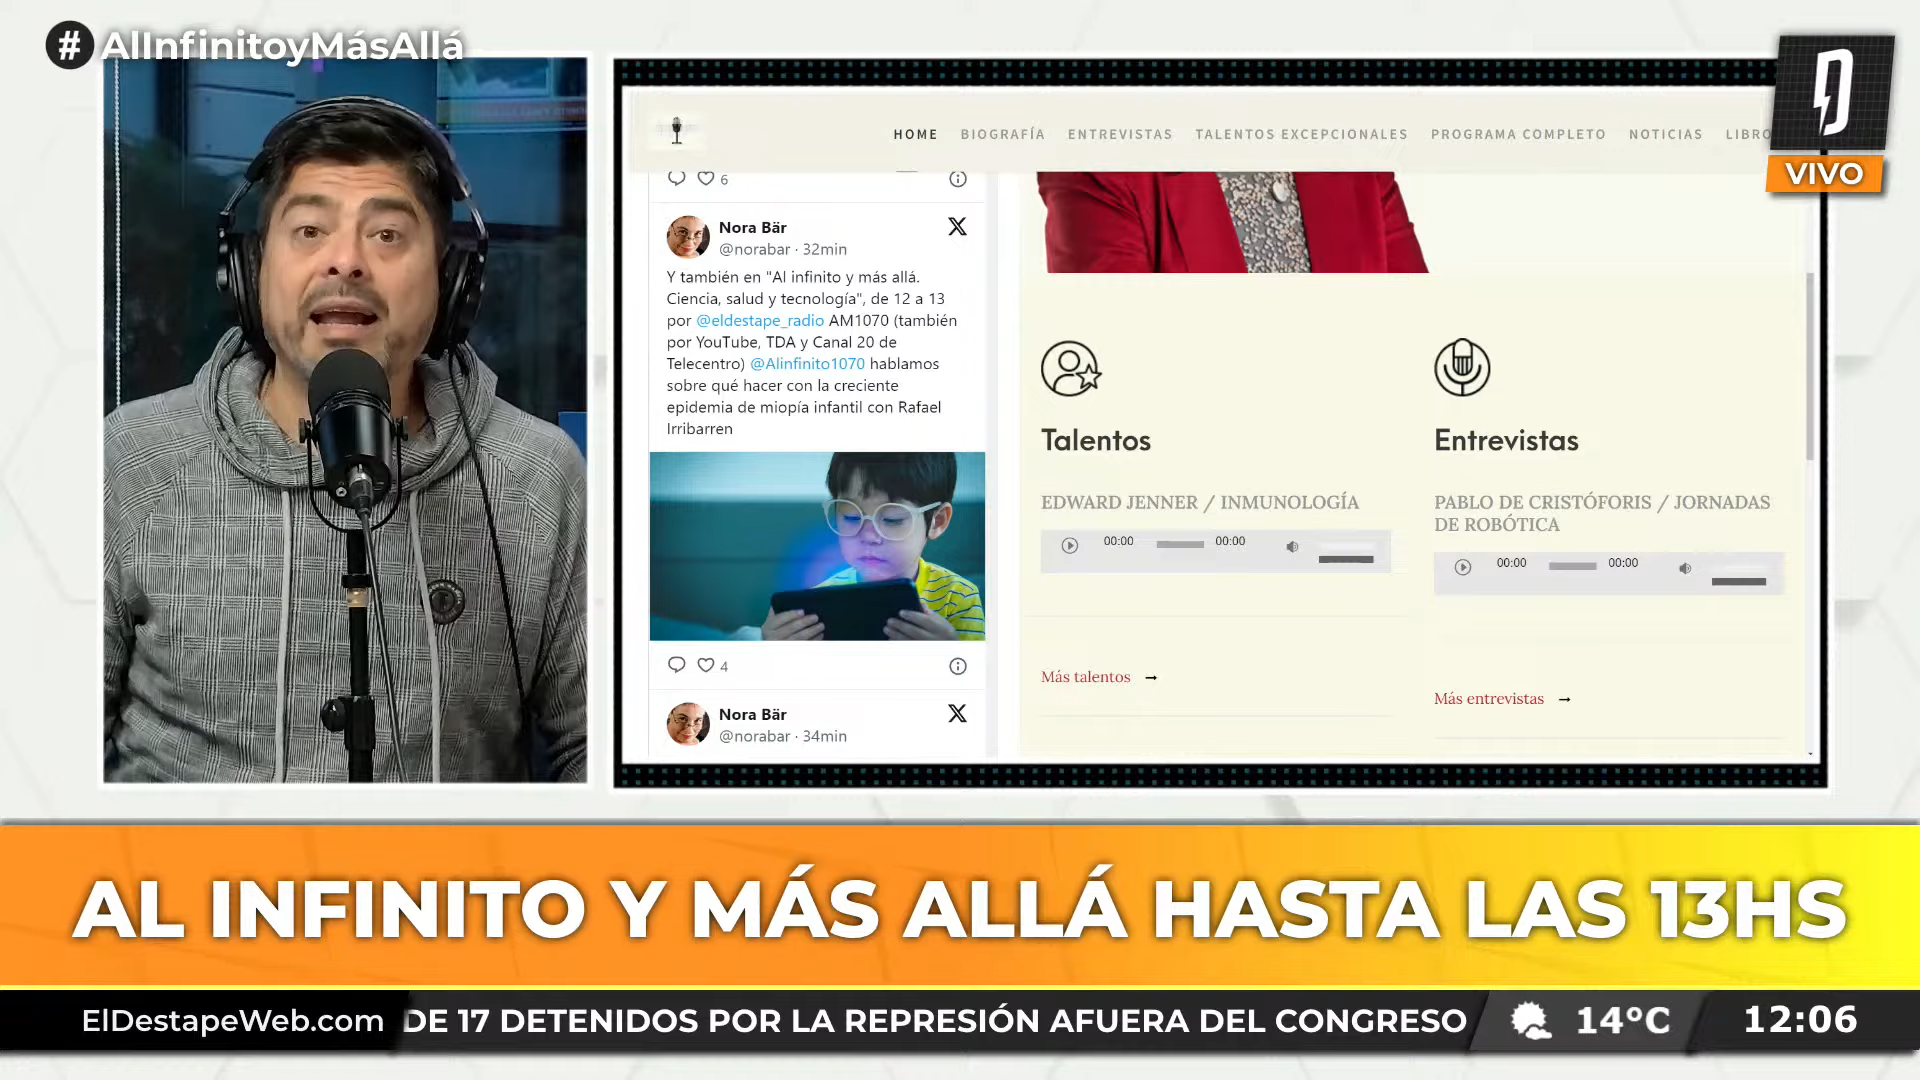 # AlInfinitoyMásAllá
HOME BIOGRAFÍA ENTREVISTAS TALENTOS EXCEPCIONALES PROGRAMA COMPLETO NOTICIAS LIBRO
VIVO
6
Nora Bär
@norabar · 32min
Y también en "Al infinito y más allá.
Ciencia, salud y tecnología", de 12 a 13
por @eldestape_radio AM1070 (también
por YouTube, TDA y Canal 20 de
Telecentro) @Alinfinito1070 hablamos
sobre qué hacer con la creciente
epidemia de miopía infantil con Rafael
Irribarren
4
Nora Bär
@norabar · 34min
Talentos
EDWARD JENNER / INMUNOLOGÍA
00:00 00:00
Más talentos →
Entrevistas
PABLO DE CRISTÓFORIS / JORNADAS
DE ROBÓTICA
00:00 00:00
Más entrevistas →
AL INFINITO Y MÁS ALLÁ HASTA LAS 13HS
ElDestapeWeb.com
DE 17 DETENIDOS POR LA REPRESIÓN AFUERA DEL CONGRESO
14°C
12:06